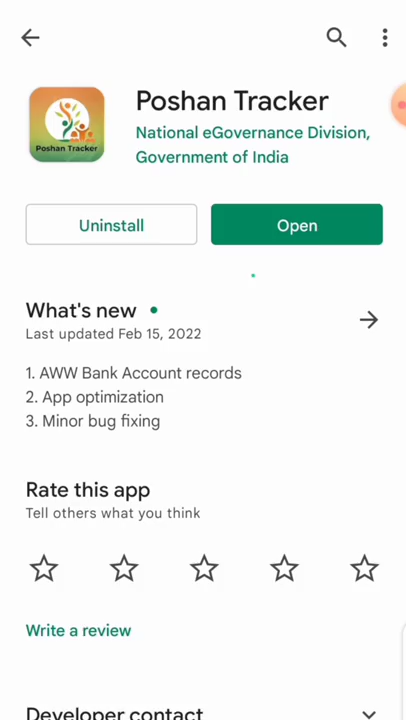 Poshan Tracker
Poshan Tracker
National eGovernance Division,
Government of India
Uninstall
Open
What's new
Last updated Feb 15, 2022
1. AWW Bank Account records
2. App optimization
3. Minor bug fixing
Rate this app
Tell others what you think
Write a review
Developer contact